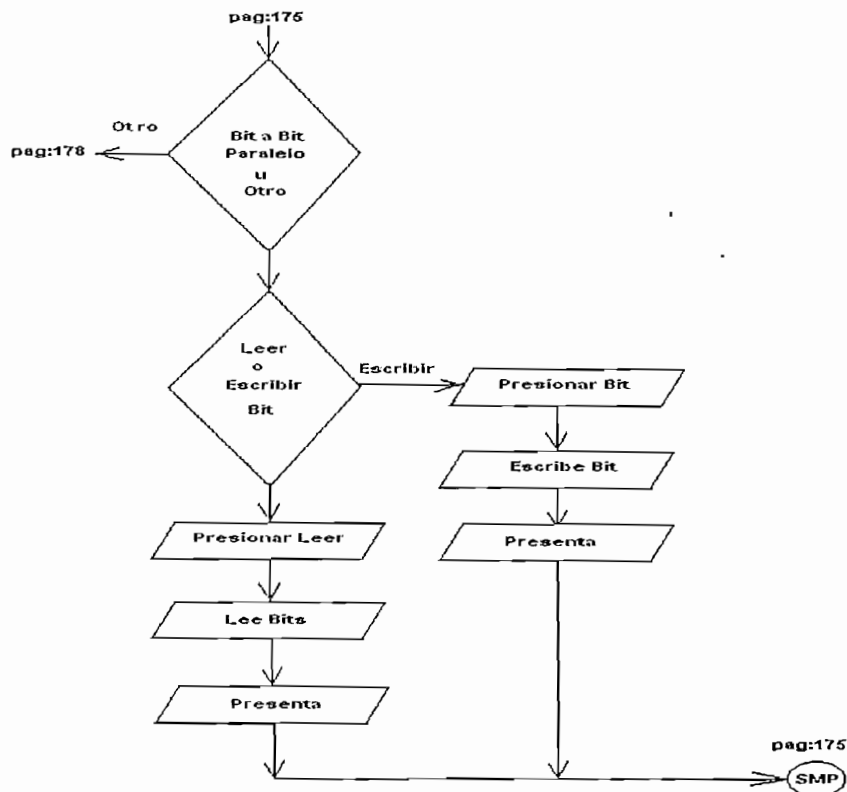 pag:175
Otro
pag:178
Bit a Bit
Paralelo
u
Otro
Leer
o
Escribir
Bit
Escribir
Presionar Bit
Escribe Bit
Presenta
Presionar Leer
Lee Bits
Presenta
pag:175
SMP